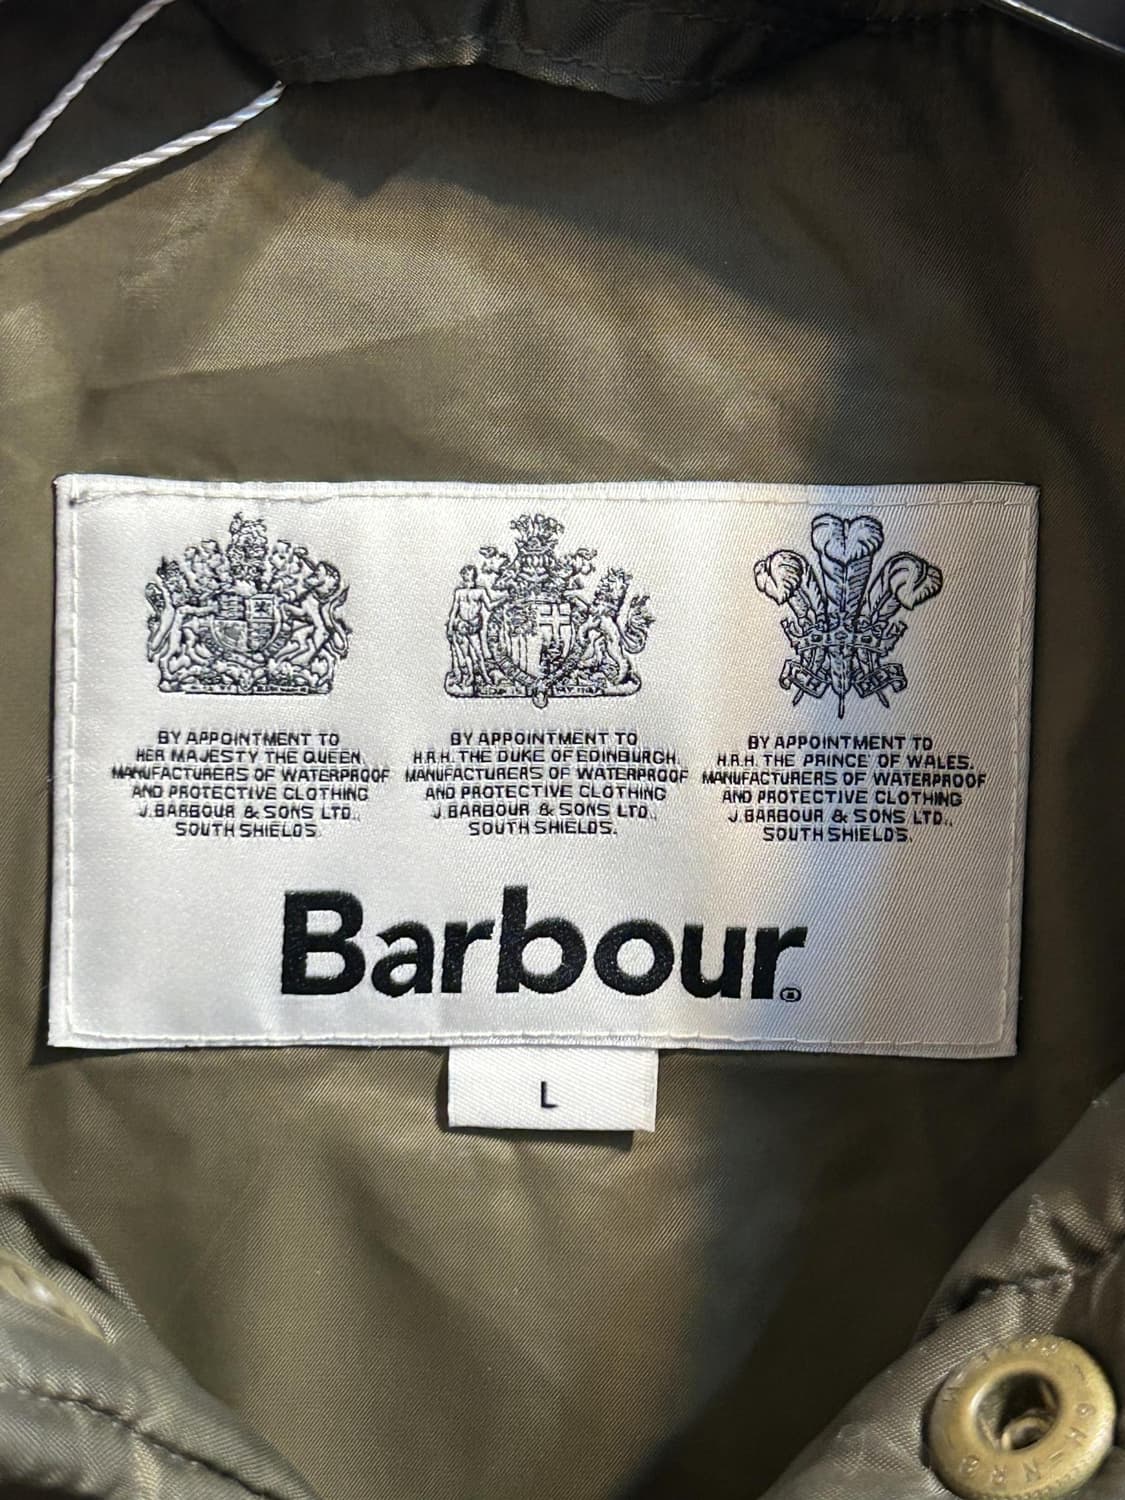 BY APPOINTMENT TO
HER MAJESTY THE QUEEN.
MANUFACTURERS OF WATERPROOF
AND PROTECTIVE CLOTHING
J. BARBOUR & SONS LTD.,
SOUTH SHIELDS.
BY APPOINTMENT TO
H.R.H. THE DUKE OF EDINBURGH.
MANUFACTURERS OF WATERPROOF
AND PROTECTIVE CLOTHING
J. BARBOUR & SONS LTD.,
SOUTH SHIELDS.
BY APPOINTMENT TO
H.R.H. THE PRINCE OF WALES.
MANUFACTURERS OF WATERPROOF
AND PROTECTIVE CLOTHING
J. BARBOUR & SONS LTD.,
SOUTH SHIELDS.
Barbour®
L